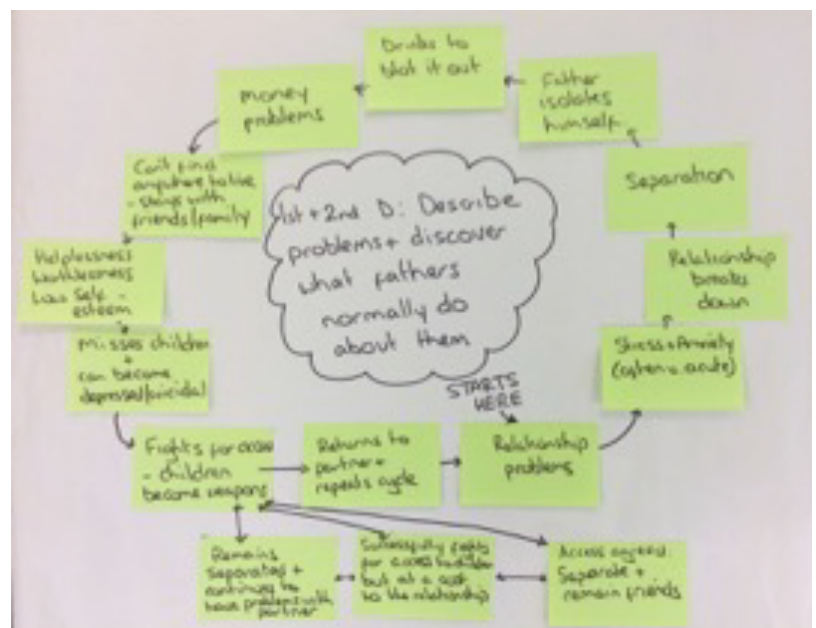 Drinks to
blot it out
Father
isolates
himself
money
problems
Separation
Can't find
anywhere to live
- stays with
friends/family
1st + 2nd D: Describe
problems + discover
what fathers
normally do
about them
Relationship
breaks
down
Helplessness
Worthlessness
Low Self-
esteem
Stress + Anxiety
acute)
misses children
+
can become
depressed/suicidal
STARTS
HERE
Fights for access
- children
become weapons
Returns to
partner +
repeats cycle
Relationship
problems
Remains
separated +
continues to
have problems with
partner
Successfully fights
for access to children
but at a cost
to the relationship
Access agreed:
Separate +
remain friends